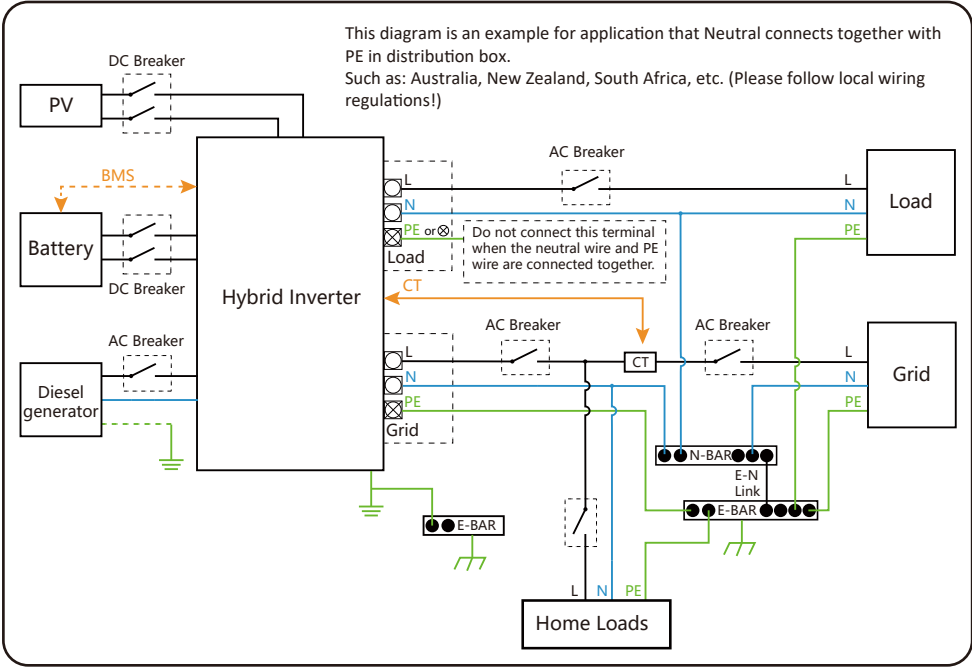 This diagram is an example for application that Neutral connects together with
PE in distribution box.
Such as: Australia, New Zealand, South Africa, etc. (Please follow local wiring
regulations!)
DC Breaker
PV
BMS
Battery
DC Breaker
AC Breaker
Diesel
generator
Hybrid Inverter
L
N
PE or
Load
Do not connect this terminal
when the neutral wire and PE
wire are connected together.
AC Breaker
L
N
PE
Load
CT
AC Breaker
CT
AC Breaker
L
N
PE
Grid
L
N
PE
Grid
N-BAR
E-N
Link
E-BAR
E-BAR
L
N
PE
Home Loads